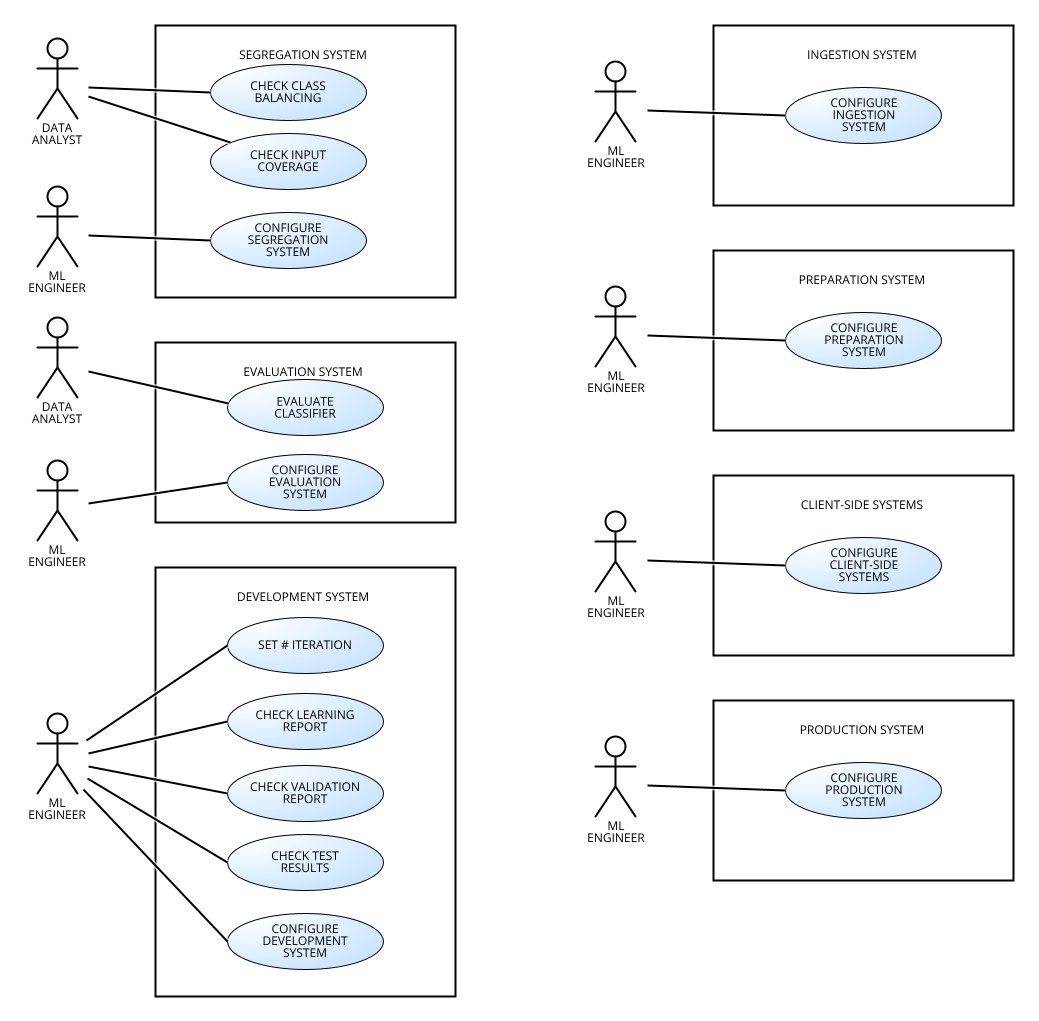 SEGREGATION SYSTEM
DATA
ANALYST
CHECK CLASS
BALANCING
CHECK INPUT
COVERAGE
ML
ENGINEER
CONFIGURE
SEGREGATION
SYSTEM
EVALUATION SYSTEM
DATA
ANALYST
EVALUATE
CLASSIFIER
ML
ENGINEER
CONFIGURE
EVALUATION
SYSTEM
DEVELOPMENT SYSTEM
ML
ENGINEER
SET # ITERATION
CHECK LEARNING
REPORT
CHECK VALIDATION
REPORT
CHECK TEST
RESULTS
CONFIGURE
DEVELOPMENT
SYSTEM
INGESTION SYSTEM
ML
ENGINEER
CONFIGURE
INGESTION
SYSTEM
PREPARATION SYSTEM
ML
ENGINEER
CONFIGURE
PREPARATION
SYSTEM
CLIENT-SIDE SYSTEMS
ML
ENGINEER
CONFIGURE
CLIENT-SIDE
SYSTEMS
PRODUCTION SYSTEM
ML
ENGINEER
CONFIGURE
PRODUCTION
SYSTEM